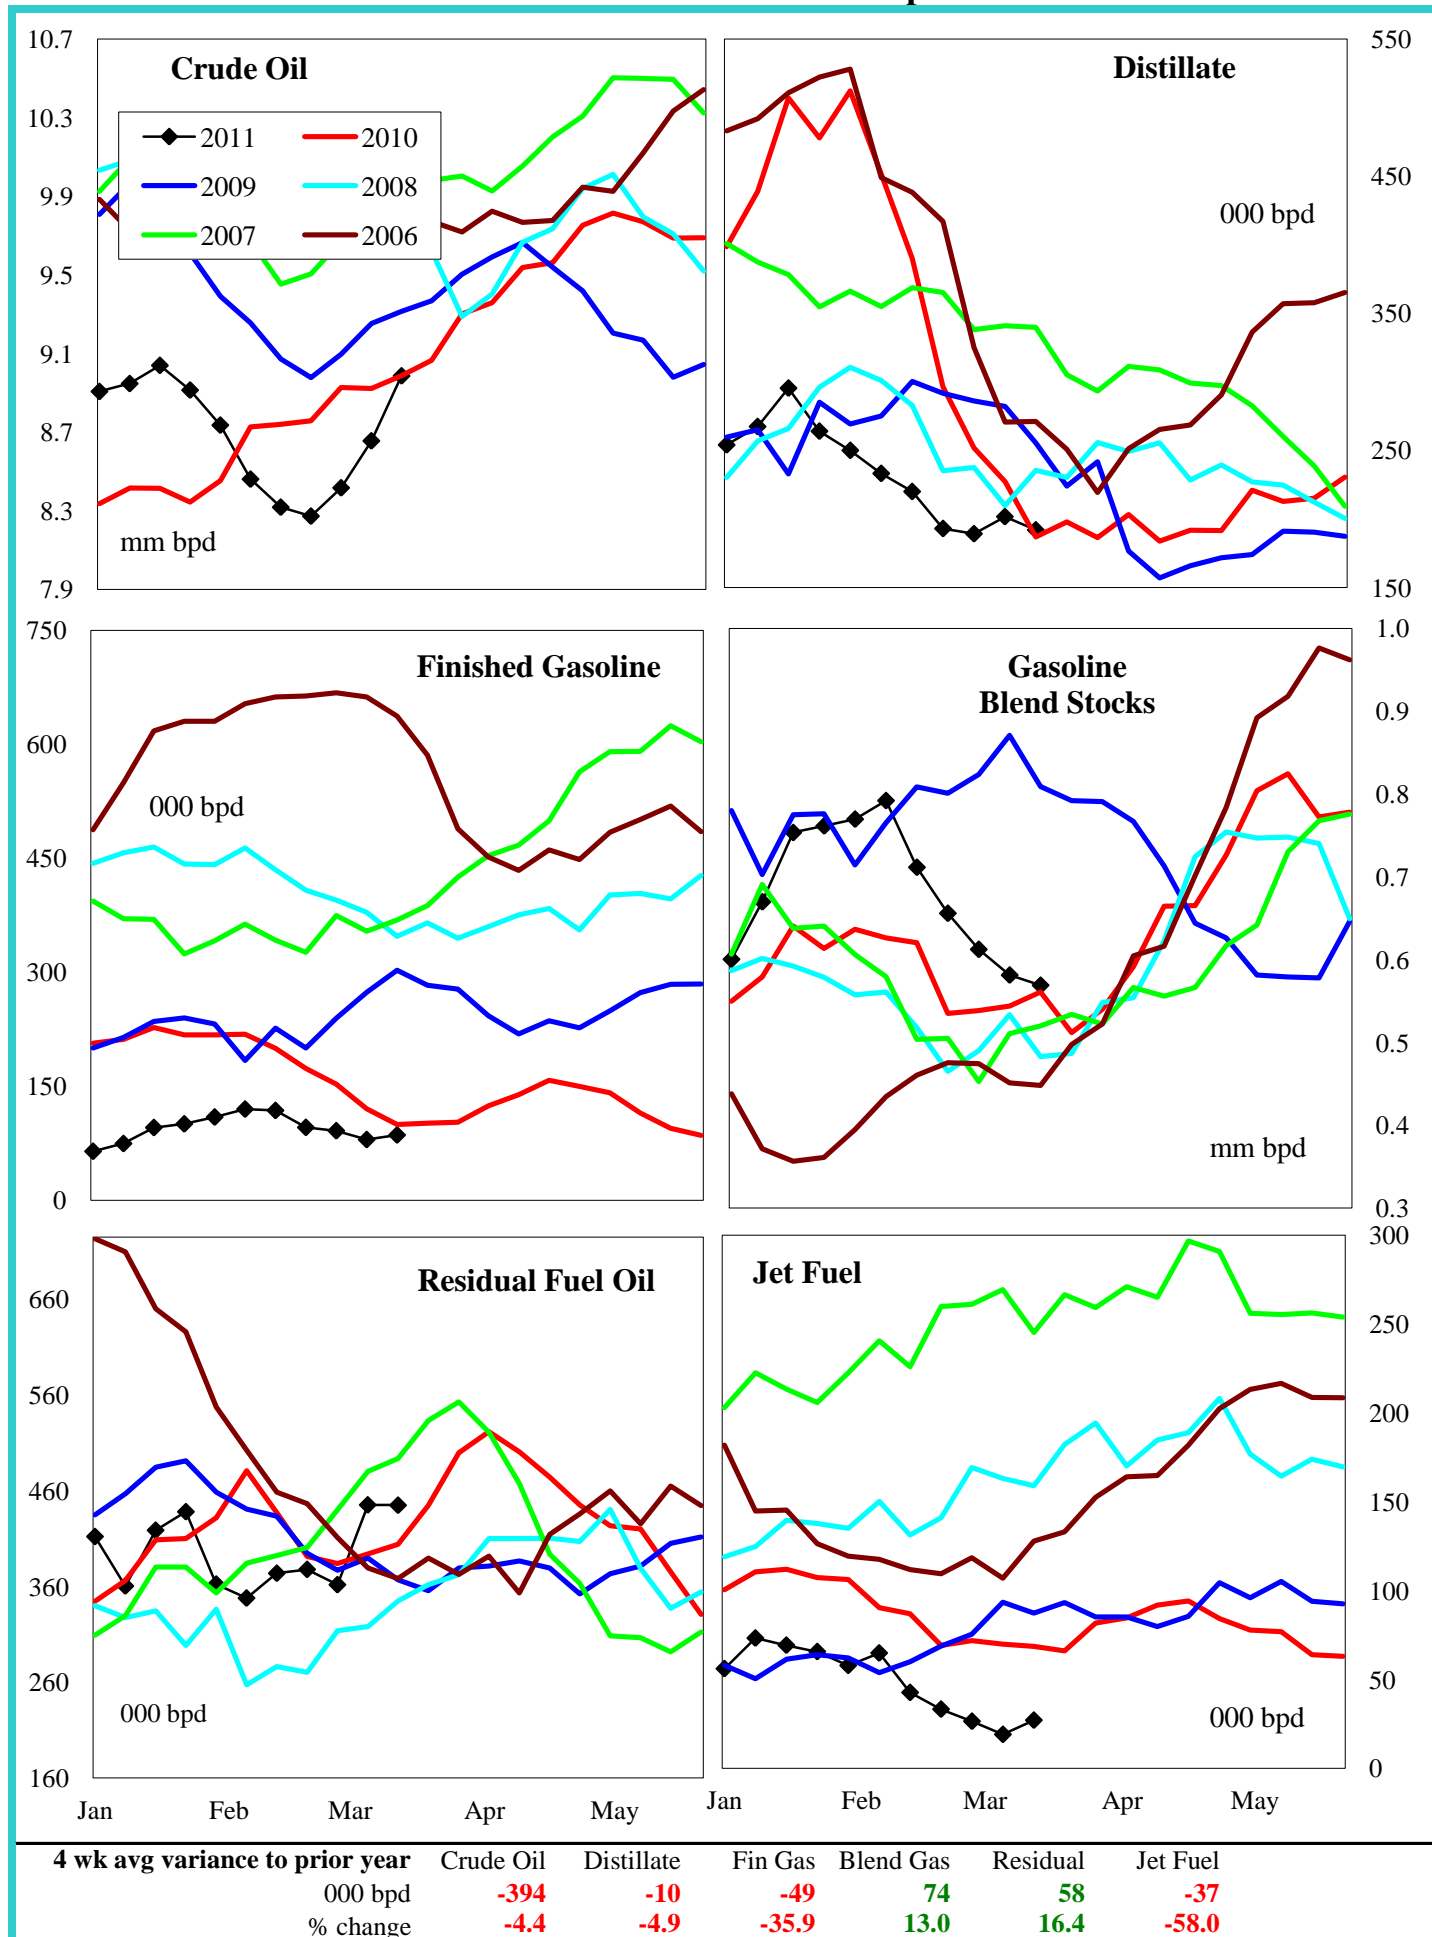 10.7
10.3
9.9
9.5
9.1
8.7
8.3
7.9
Crude Oil
2011 2010
2009 2008
2007 2006
mm bpd
Distillate
000 bpd
550
450
350
250
150
750
600
450
300
150
0
Finished Gasoline
000 bpd
Gasoline
Blend Stocks
mm bpd
1.0
0.9
0.8
0.7
0.6
0.5
0.4
0.3
660
560
460
360
260
160
Residual Fuel Oil
000 bpd
Jan Feb Mar Apr May
Jet Fuel
000 bpd
300
250
200
150
100
50
0
Jan Feb Mar Apr May
4 wk avg variance to prior year Crude Oil Distillate Fin Gas Blend Gas Residual Jet Fuel
000 bpd -394 -10 -49 74 58 -37
% change -4.4 -4.9 -35.9 13.0 16.4 -58.0